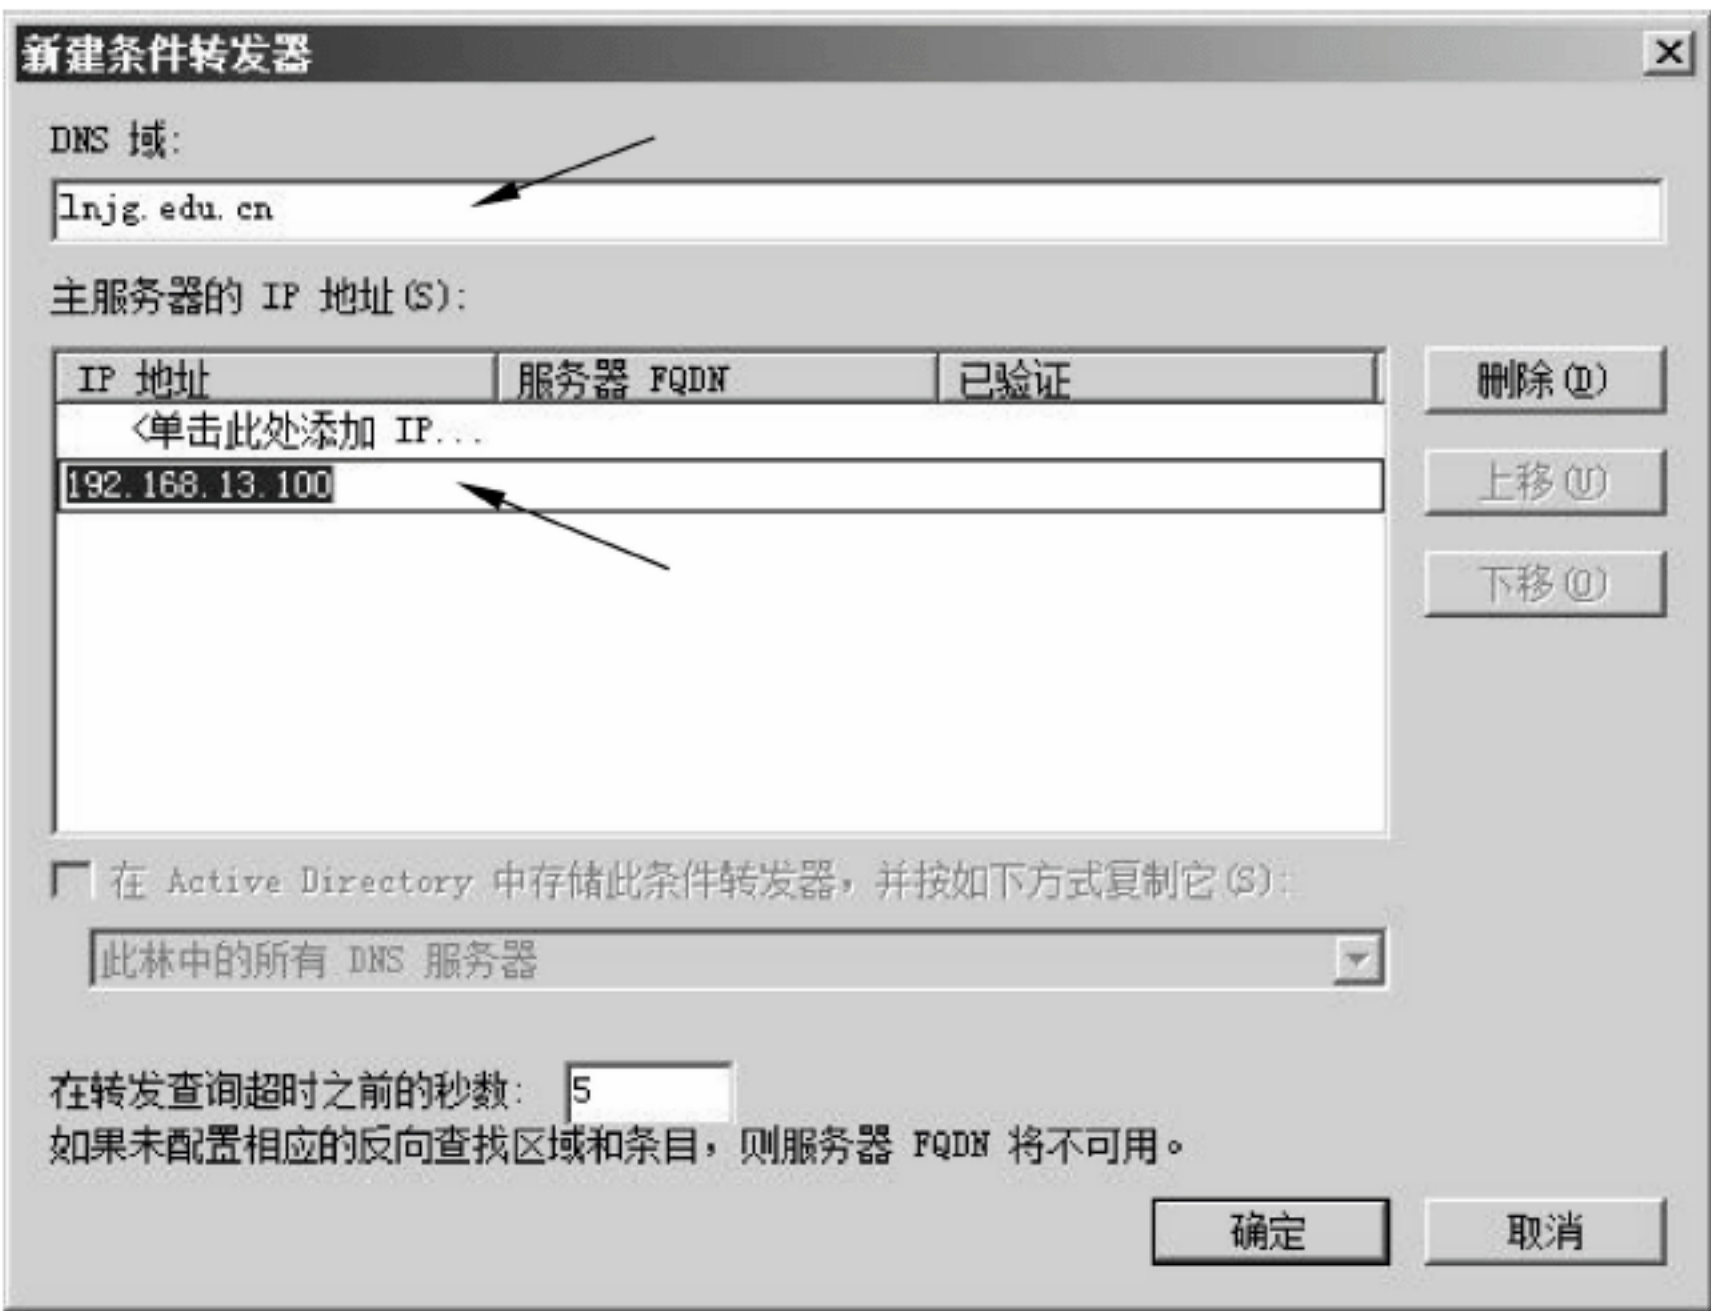 新建条件转发器
DNS 域:
lnjg.edu.cn
主服务器的 IP 地址(S):
IP 地址 服务器 FQDN 已验证
<单击此处添加 IP...
192.168.13.100
删除(D)
上移(U)
下移(O)
在 Active Directory 中存储此条件转发器，并按如下方式复制它(S):
此林中的所有 DNS 服务器
在转发查询超时之前的秒数: 5
如果未配置相应的反向查找区域和条目，则服务器 FQDN 将不可用。
确定 取消